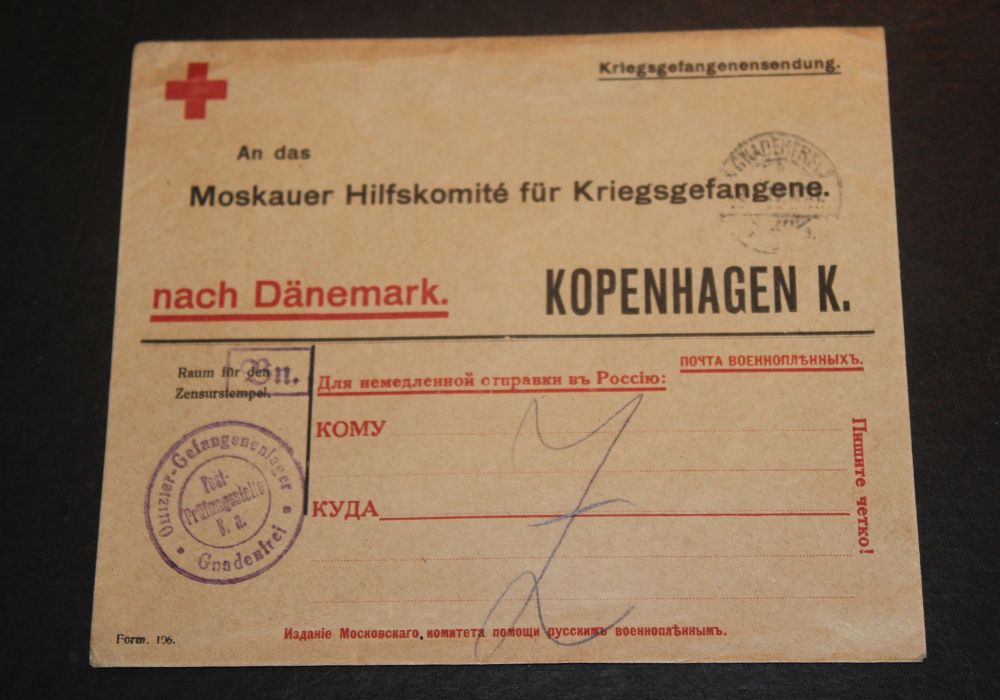 Kriegsgefangenensendung.
An das
Moskauer Hilfskomité für Kriegsgefangene.
nach Dänemark.
KOPENHAGEN K.
Raum für den
Zensurstempel.
Bn.
ПОЧТА ВОЕННОПЛѢННЫХЪ.
Для немедленной отправки въ Россію:
КОМУ
КУДА
Пишите четко!
Offizier-Gefangenenlager
Post-
Prüfungsstelle
Gnadenfrei
Изданіе Московскаго комитета помощи русскимъ военноплѣннымъ.
Form. 196.